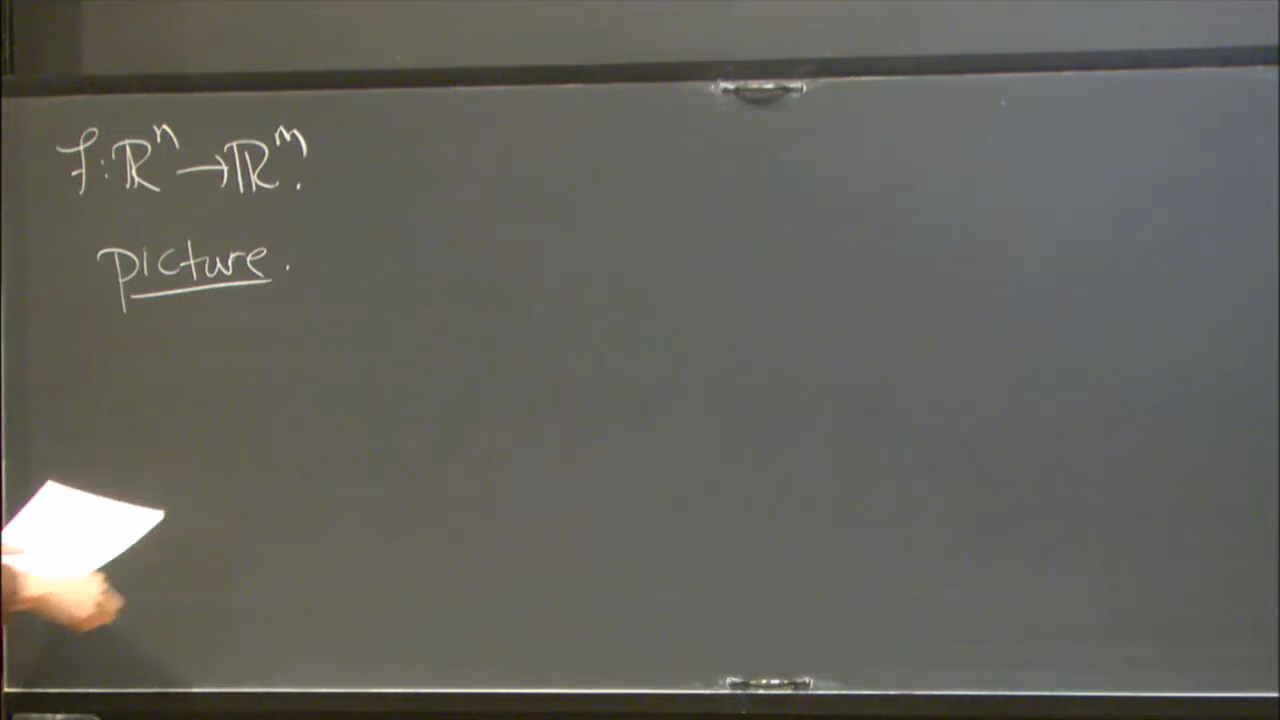 f: ℝⁿ → ℝᵐ.
picture.